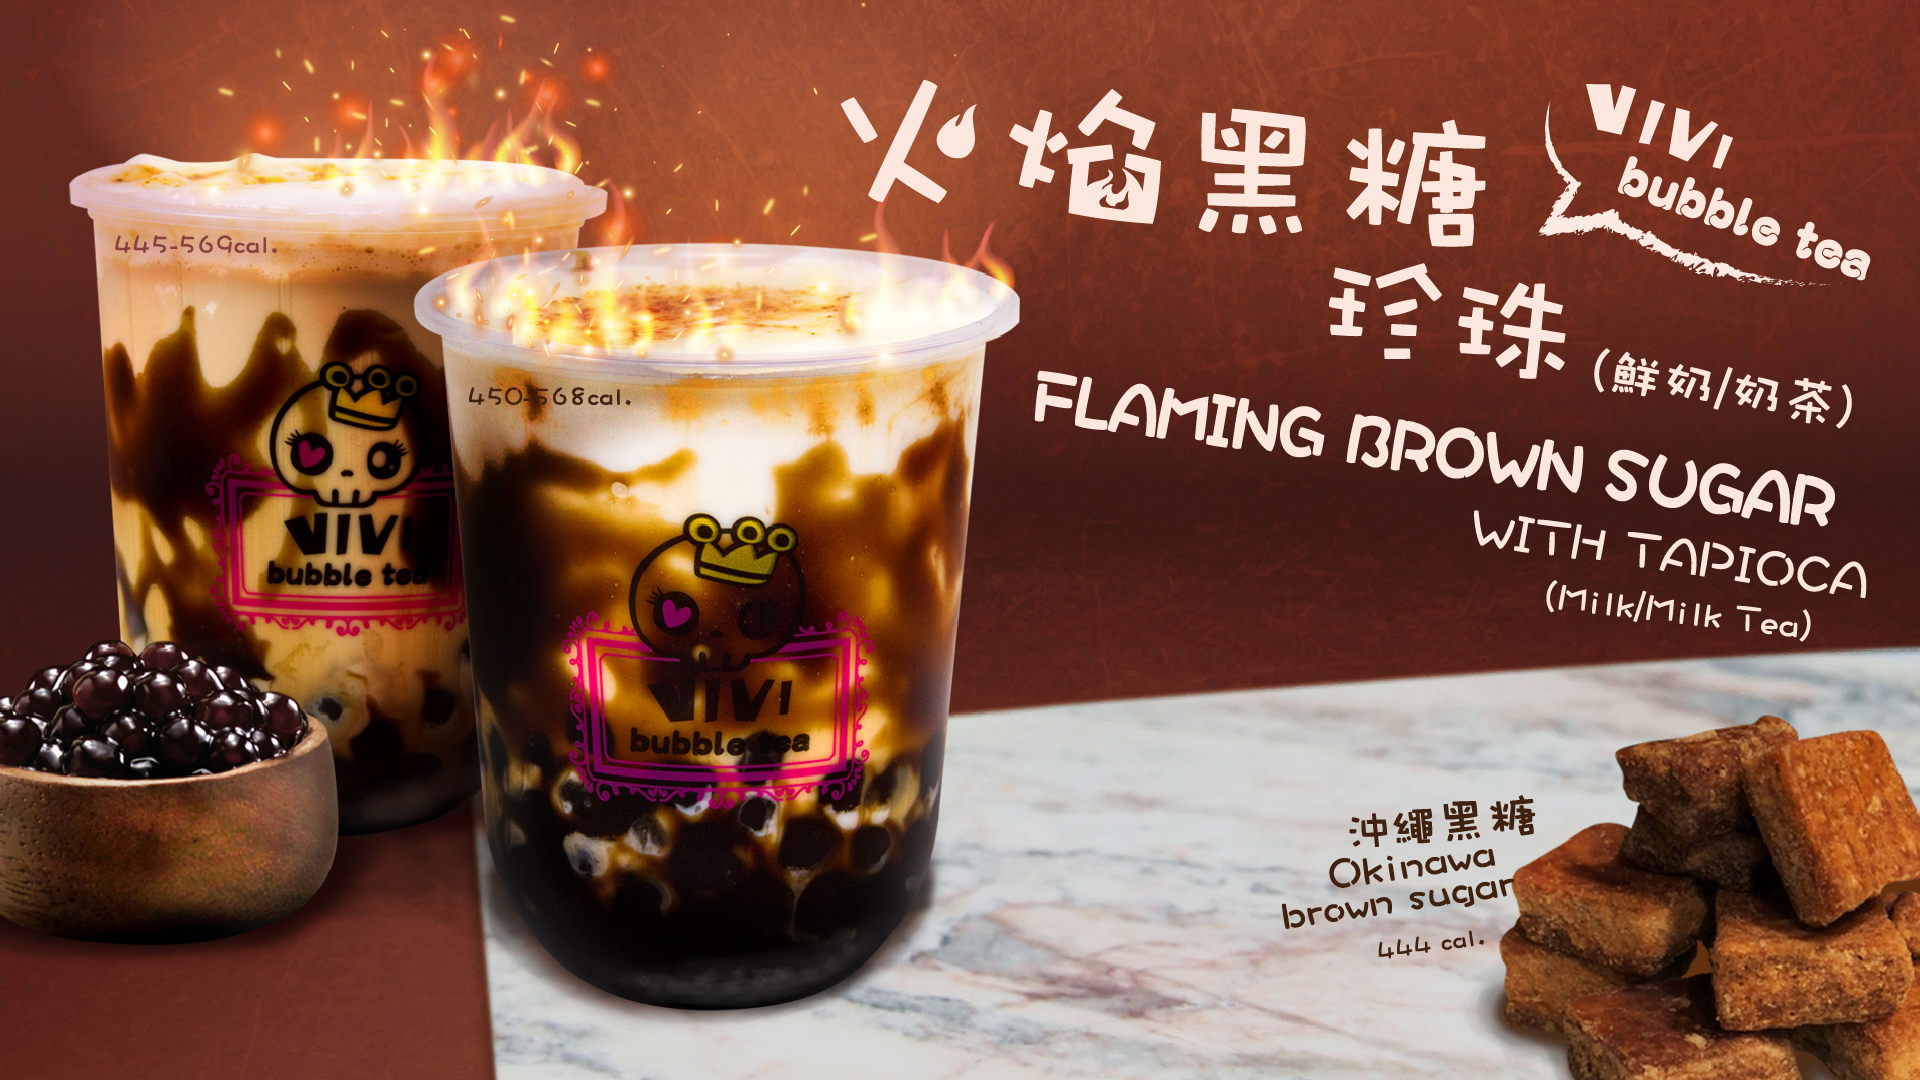 火焰黑糖
珍珠
(鮮奶/奶茶)
VIVI
bubble tea
FLAMING BROWN SUGAR
WITH TAPIOCA
(Milk/Milk Tea)
445-569cal.
450-568cal.
VIVI
bubble tea
VIVI
bubble tea
沖繩黑糖
Okinawa
brown sugar
444 cal.